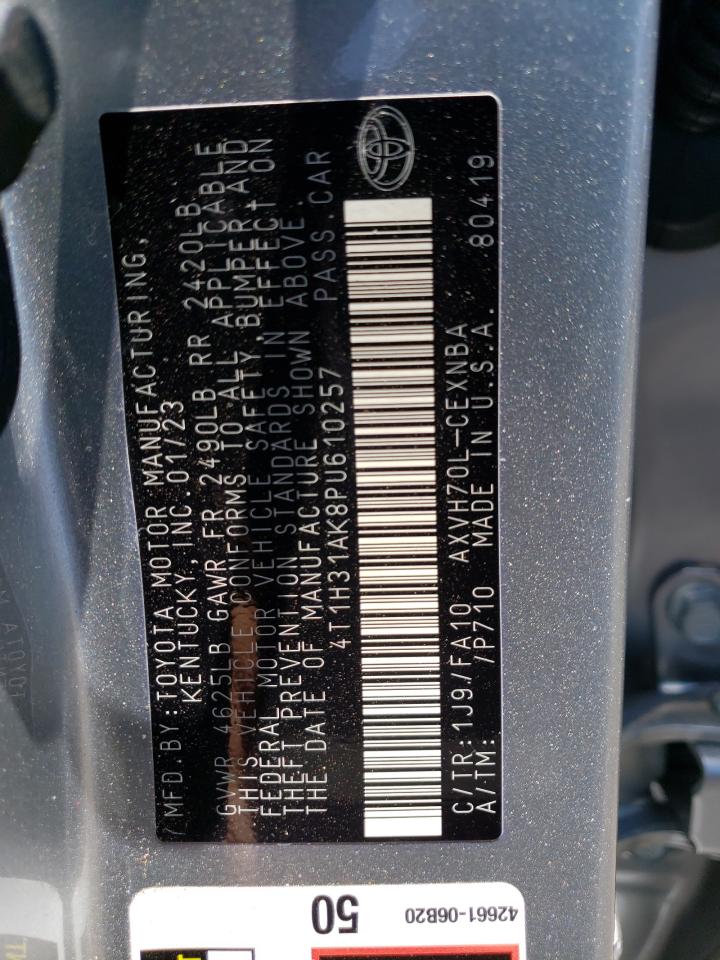 MFD.BY:TOYOTA MOTOR MANUFACTURING,
KENTUCKY, INC. 01/23
GVWR 4625LB GAWR FR 2490LB RR 2420LB
THIS VEHICLE CONFORMS TO ALL APPLICABLE
FEDERAL MOTOR VEHICLE SAFETY, BUMPER, AND
THEFT PREVENTION STANDARDS IN EFFECT ON
THE DATE OF MANUFACTURE SHOWN ABOVE.
4T1H31AK8PU610257 PASS.CAR
C/TR:1J9/FA10 AXVH70L-CEXNBA
A/TM: /P710 MADE IN U.S.A. 80419
50
42661-06B20